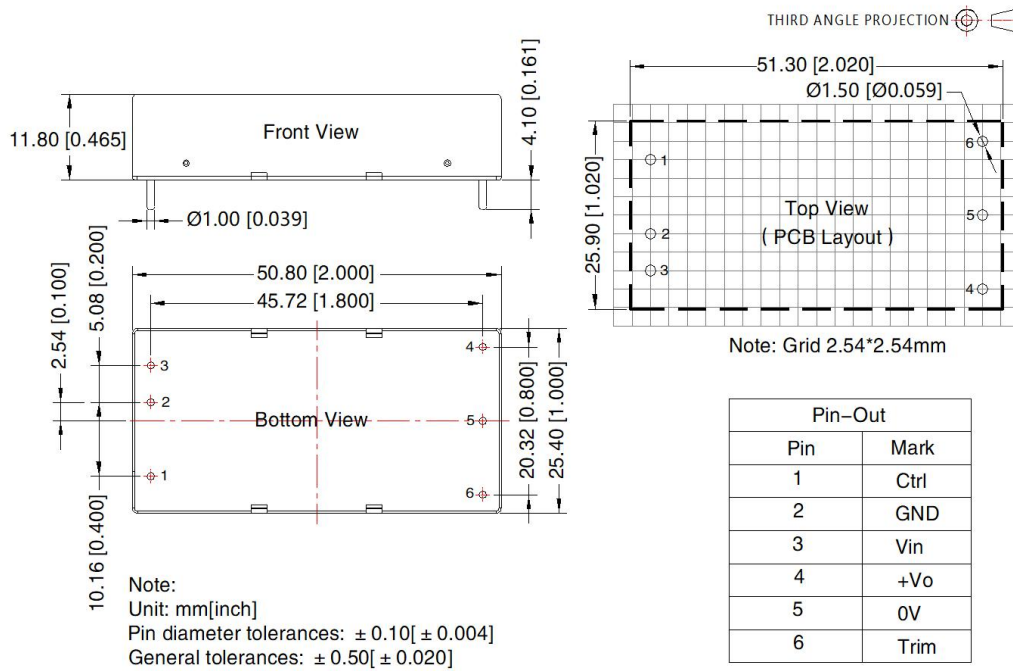 THIRD ANGLE PROJECTION
11.80 [0.465]
Front View
4.10 [0.161]
Ø1.00 [0.039]
51.30 [2.020]
Ø1.50 [Ø0.059]
25.90 [1.020]
1
2
3
6
5
4
Top View
( PCB Layout )
Note: Grid 2.54*2.54mm
50.80 [2.000]
45.72 [1.800]
2.54 [0.100]
5.08 [0.200]
10.16 [0.400]
3
2
1
4
5
6
Bottom View
20.32 [0.800]
25.40 [1.000]
Note:
Unit: mm[inch]
Pin diameter tolerances: ± 0.10[ ± 0.004]
General tolerances: ± 0.50[ ± 0.020]
Pin–Out
Pin Mark
1 Ctrl
2 GND
3 Vin
4 +Vo
5 0V
6 Trim